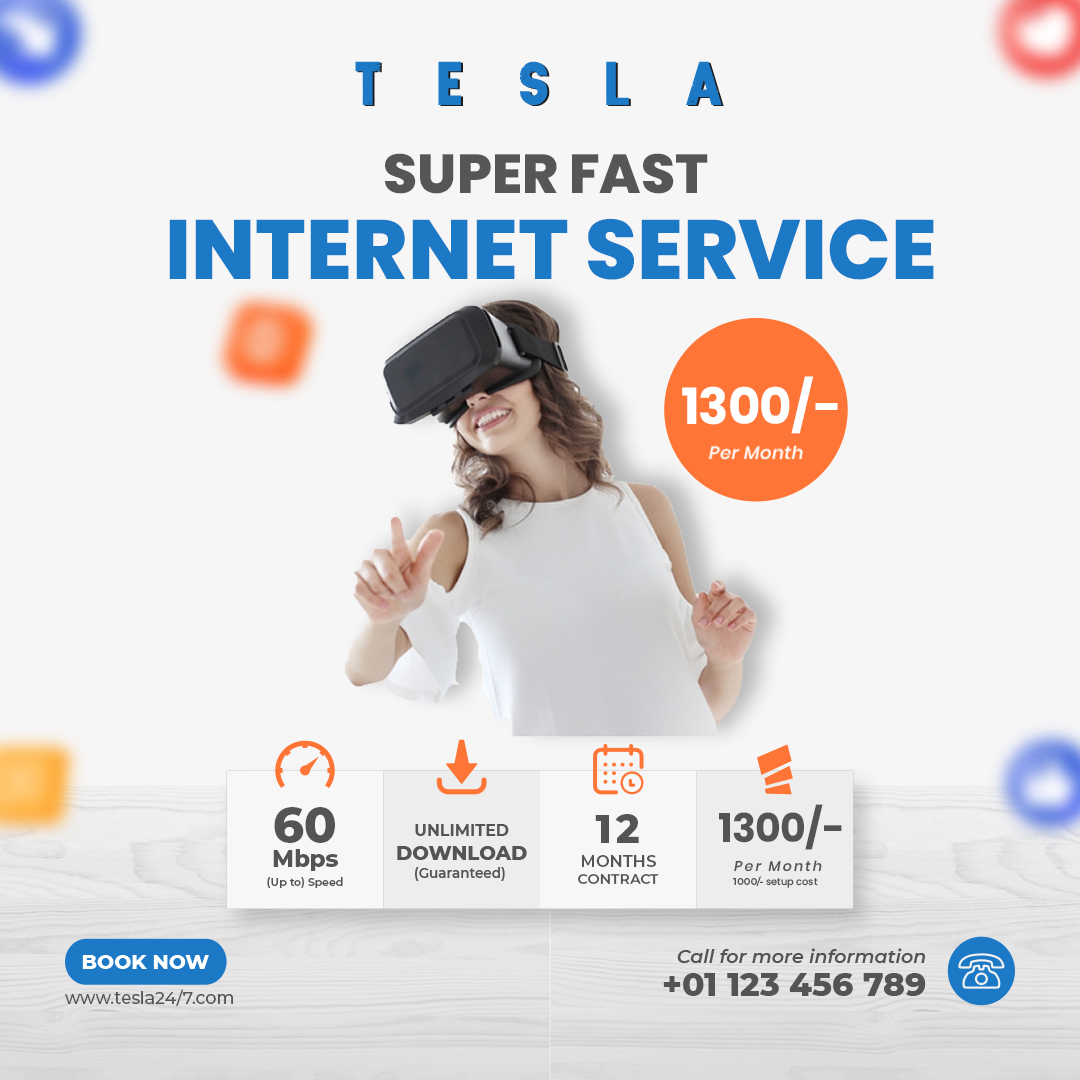 TESLA
SUPER FAST
INTERNET SERVICE
1300/-
Per Month
60
Mbps
(Up to) Speed
UNLIMITED
DOWNLOAD
(Guaranteed)
12
MONTHS
CONTRACT
1300/-
Per Month
1000/- setup cost
BOOK NOW
www.tesla24/7.com
Call for more information
+01 123 456 789